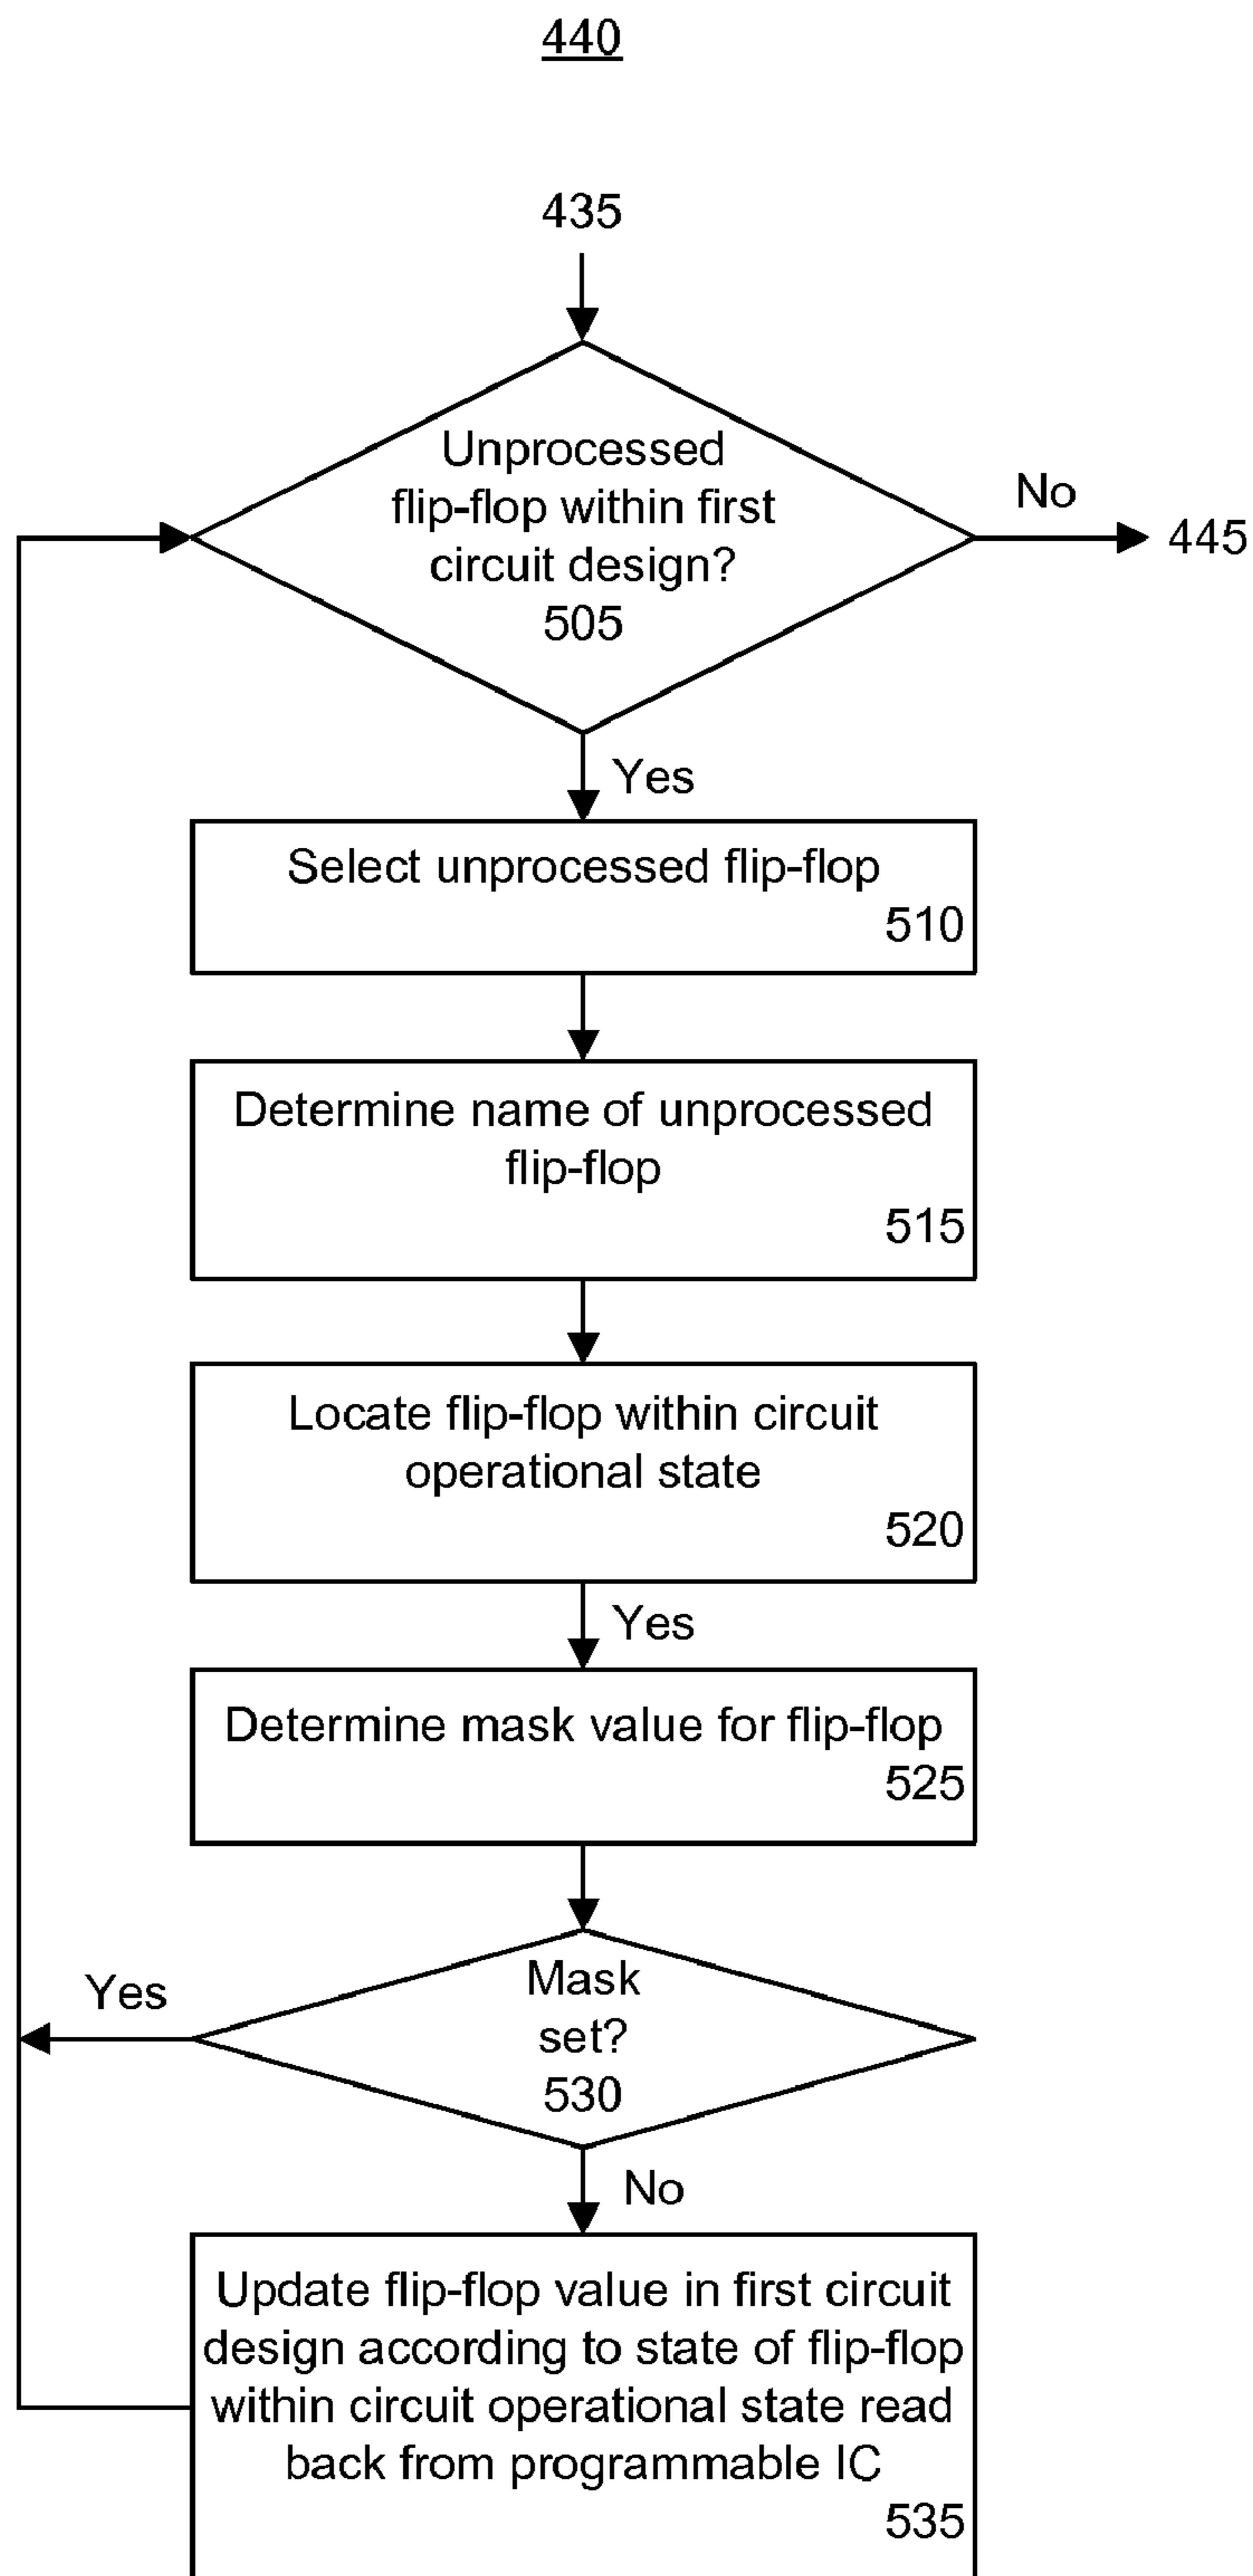 440
435
Unprocessed
flip-flop within first
circuit design?
505
No
445
Yes
Select unprocessed flip-flop
510
Determine name of unprocessed
flip-flop
515
Locate flip-flop within circuit
operational state
520
Yes
Determine mask value for flip-flop
525
Mask
set?
530
Yes
No
Update flip-flop value in first circuit
design according to state of flip-flop
within circuit operational state read
back from programmable IC
535